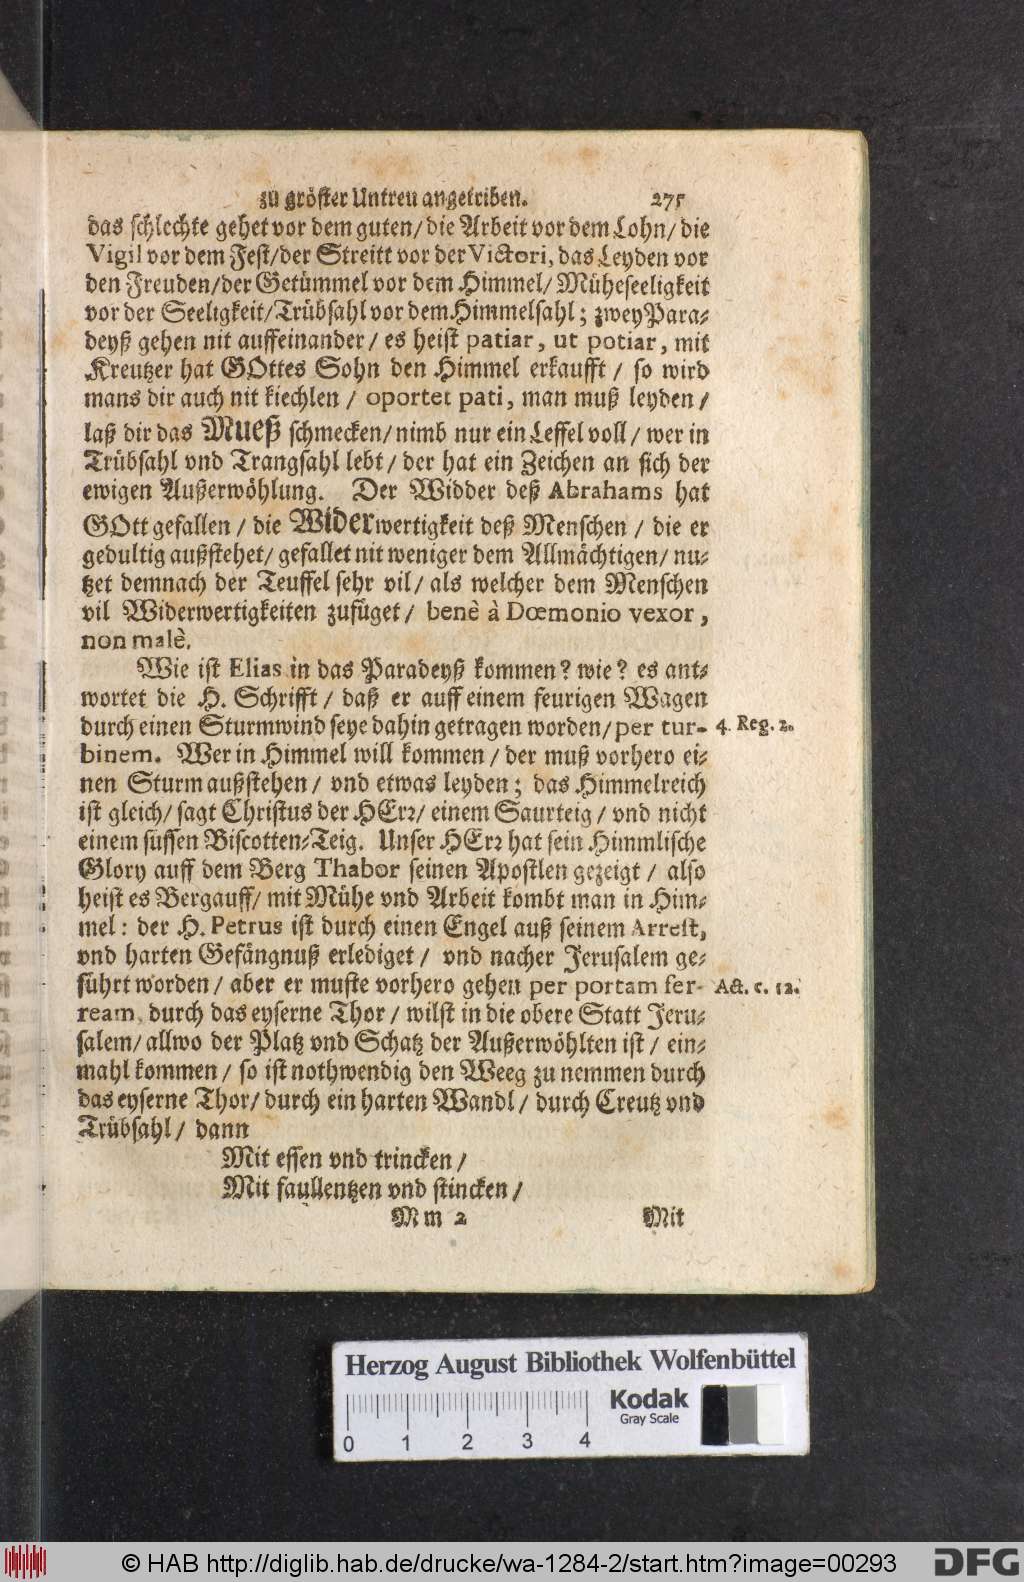 zu gröster Untreu angetriben. 275
das schlechte gehet vor dem guten/ die Arbeit vor dem Lohn/ die
Vigil vor dem Fest/ der Streitt vor der Victori, das Leyden vor
den Freuden/ der Getümmel vor dem Himmel/ Müheseeligkeit
vor der Seeligkeit/ Trübsahl vor dem Himmelsahl; zwey Para-
deyß gehen nit auffeinander/ es heist patiar, ut potiar, mit
Kreutzer hat GOttes Sohn den Himmel erkaufft/ so wird
mans dir auch nit kiechlen/ oportet pati, man muß leyden/
laß dir das Mueß schmecken/ nimb nur ein Leffel voll/ wer in
Trübsahl vnd Trangsahl lebt/ der hat ein Zeichen an sich der
ewigen Außerwöhlung. Der Widder deß Abrahams hat
GOtt gefallen/ die Widerwertigkeit deß Menschen/ die er
gedultig außstehet/ gefallet nit weniger dem Allmächtigen/ nu-
tzet demnach der Teuffel sehr vil/ als welcher dem Menschen
vil Widerwertigkeiten zufüget/ benè à Dœmonio vexor,
non malè.
Wie ist Elias in das Paradeyß kommen? wie? es ant-
wortet die H. Schrifft/ daß er auff einem feurigen Wagen
durch einen Sturmwind seye dahin getragen worden/ per tur- 4. Reg. 2.
binem. Wer in Himmel will kommen/ der muß vorhero ei-
nen Sturm außstehen/ vnd etwas leyden; das Himmelreich
ist gleich/ sagt Christus der HErr/ einem Saurteig/ vnd nicht
einem süssen Biscotten-Teig. Unser HErr hat sein Himmlische
Glory auff dem Berg Thabor seinen Apostlen gezeigt/ also
heist es Bergauff/ mit Mühe vnd Arbeit kombt man in Him-
mel: der H. Petrus ist durch einen Engel auß seinem Arrest,
vnd harten Gefängnuß erlediget/ vnd nacher Jerusalem ge-
führt worden/ aber er muste vorhero gehen per portam fer- Act. c. 12.
ream, durch das eyserne Thor/ wilst in die obere Statt Jeru-
salem/ allwo der Platz vnd Schatz der Außerwöhlten ist/ ein-
mahl kommen/ so ist nothwendig den Weeg zu nemmen durch
das eyserne Thor/ durch ein harten Wandl/ durch Creutz vnd
Trübsahl/ dann
Mit essen vnd trincken/
Mit faullentzen vnd stincken/
Mm 2 Mit
Herzog August Bibliothek Wolfenbüttel
Kodak
Gray Scale
0 1 2 3 4
© HAB http://diglib.hab.de/drucke/wa-1284-2/start.htm?image=00293
DFG